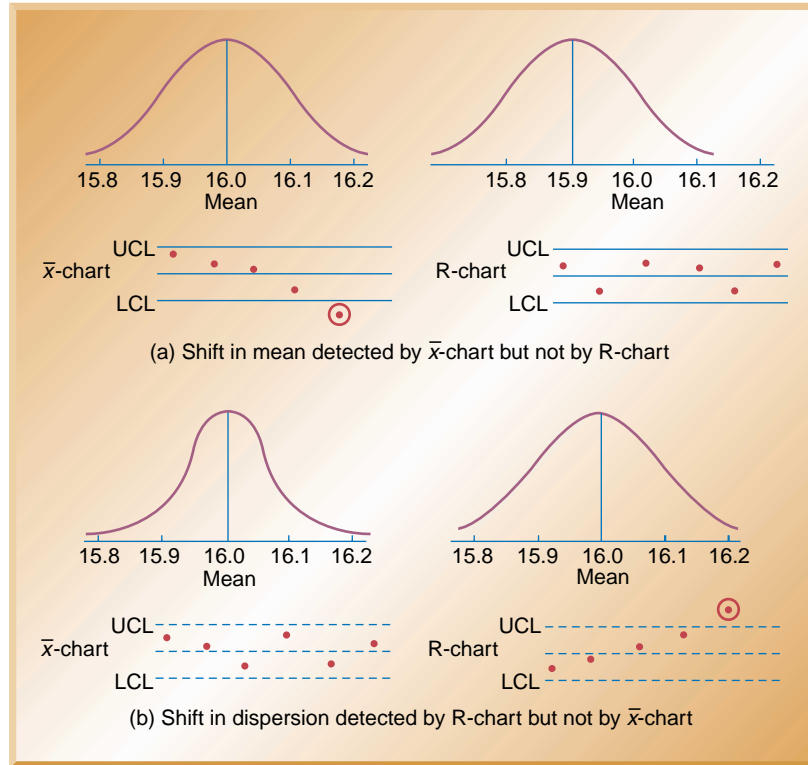 15.8 15.9 16.0 16.1 16.2
Mean
15.8 15.9 16.0 16.1 16.2
Mean
UCL
x̄-chart
LCL
UCL
R-chart
LCL
(a) Shift in mean detected by x̄-chart but not by R-chart
15.8 15.9 16.0 16.1 16.2
Mean
15.8 15.9 16.0 16.1 16.2
Mean
UCL
x̄-chart
LCL
UCL
R-chart
LCL
(b) Shift in dispersion detected by R-chart but not by x̄-chart